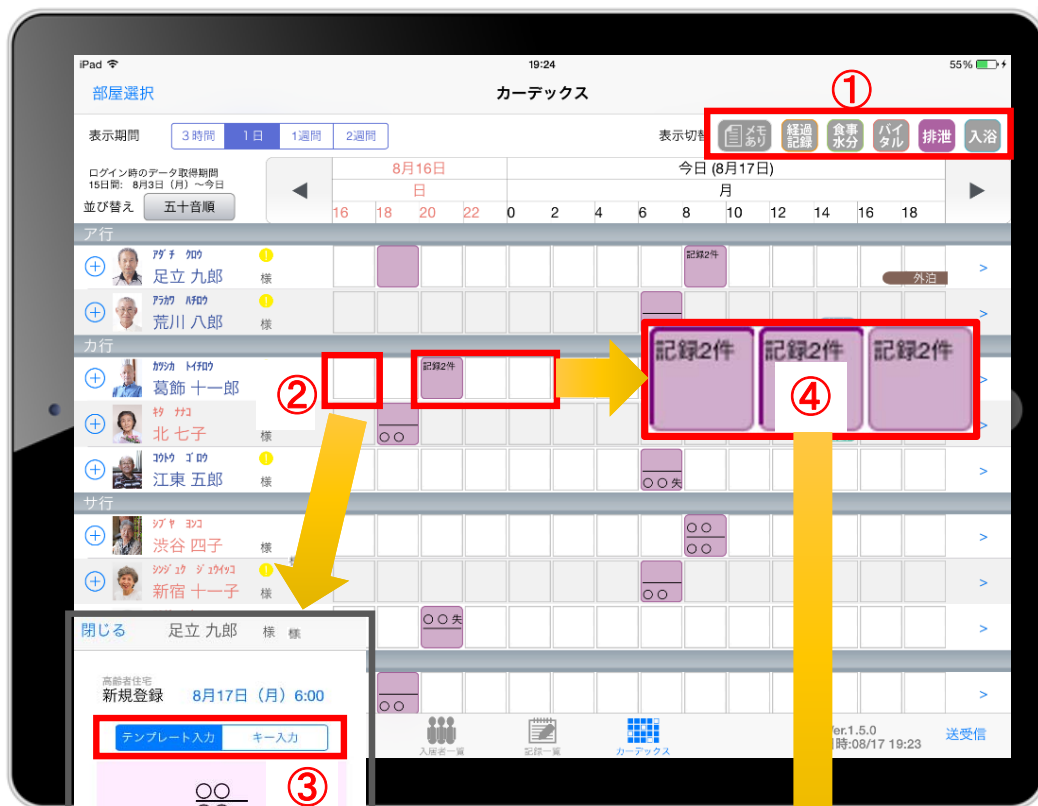 iPad
19:24
55%
部屋選択
カーデックス
①
表示期間
3時間
1日
1週間
2週間
表示切替
メモあり
経過記録
食事水分
バイタル
排泄
入浴
ログイン時のデータ取得期間
15日間: 8月3日（月）～今日
並び替え
五十音順
◀
8月16日
今日 (8月17日)
▶
日
月
16 18 20 22 0 2 4 6 8 10 12 14 16 18
ア行
アダチ クロウ
足立 九郎 様
記録2件
外泊
アラカワ ハチロウ
荒川 八郎 様
カ行
カツシカ トイチロウ
葛飾 十一郎
②
記録2件
記録2件
記録2件
記録2件
④
キタ ナナコ
北 七子 様
○○
コウトウ ゴロウ
江東 五郎 様
○○失
サ行
シブヤ ヨンコ
渋谷 四子 様
○○
○○
シンジュク ジュウイッコ
新宿 十一子 様
○○
○○失
閉じる
足立 九郎 様 様
高齢者住宅
新規登録
8月17日（月）6:00
テンプレート入力
キー入力
③
○○
○○
入居者一覧
記録一覧
カーデックス
Ver.1.5.0
時:08/17 19:23
送受信